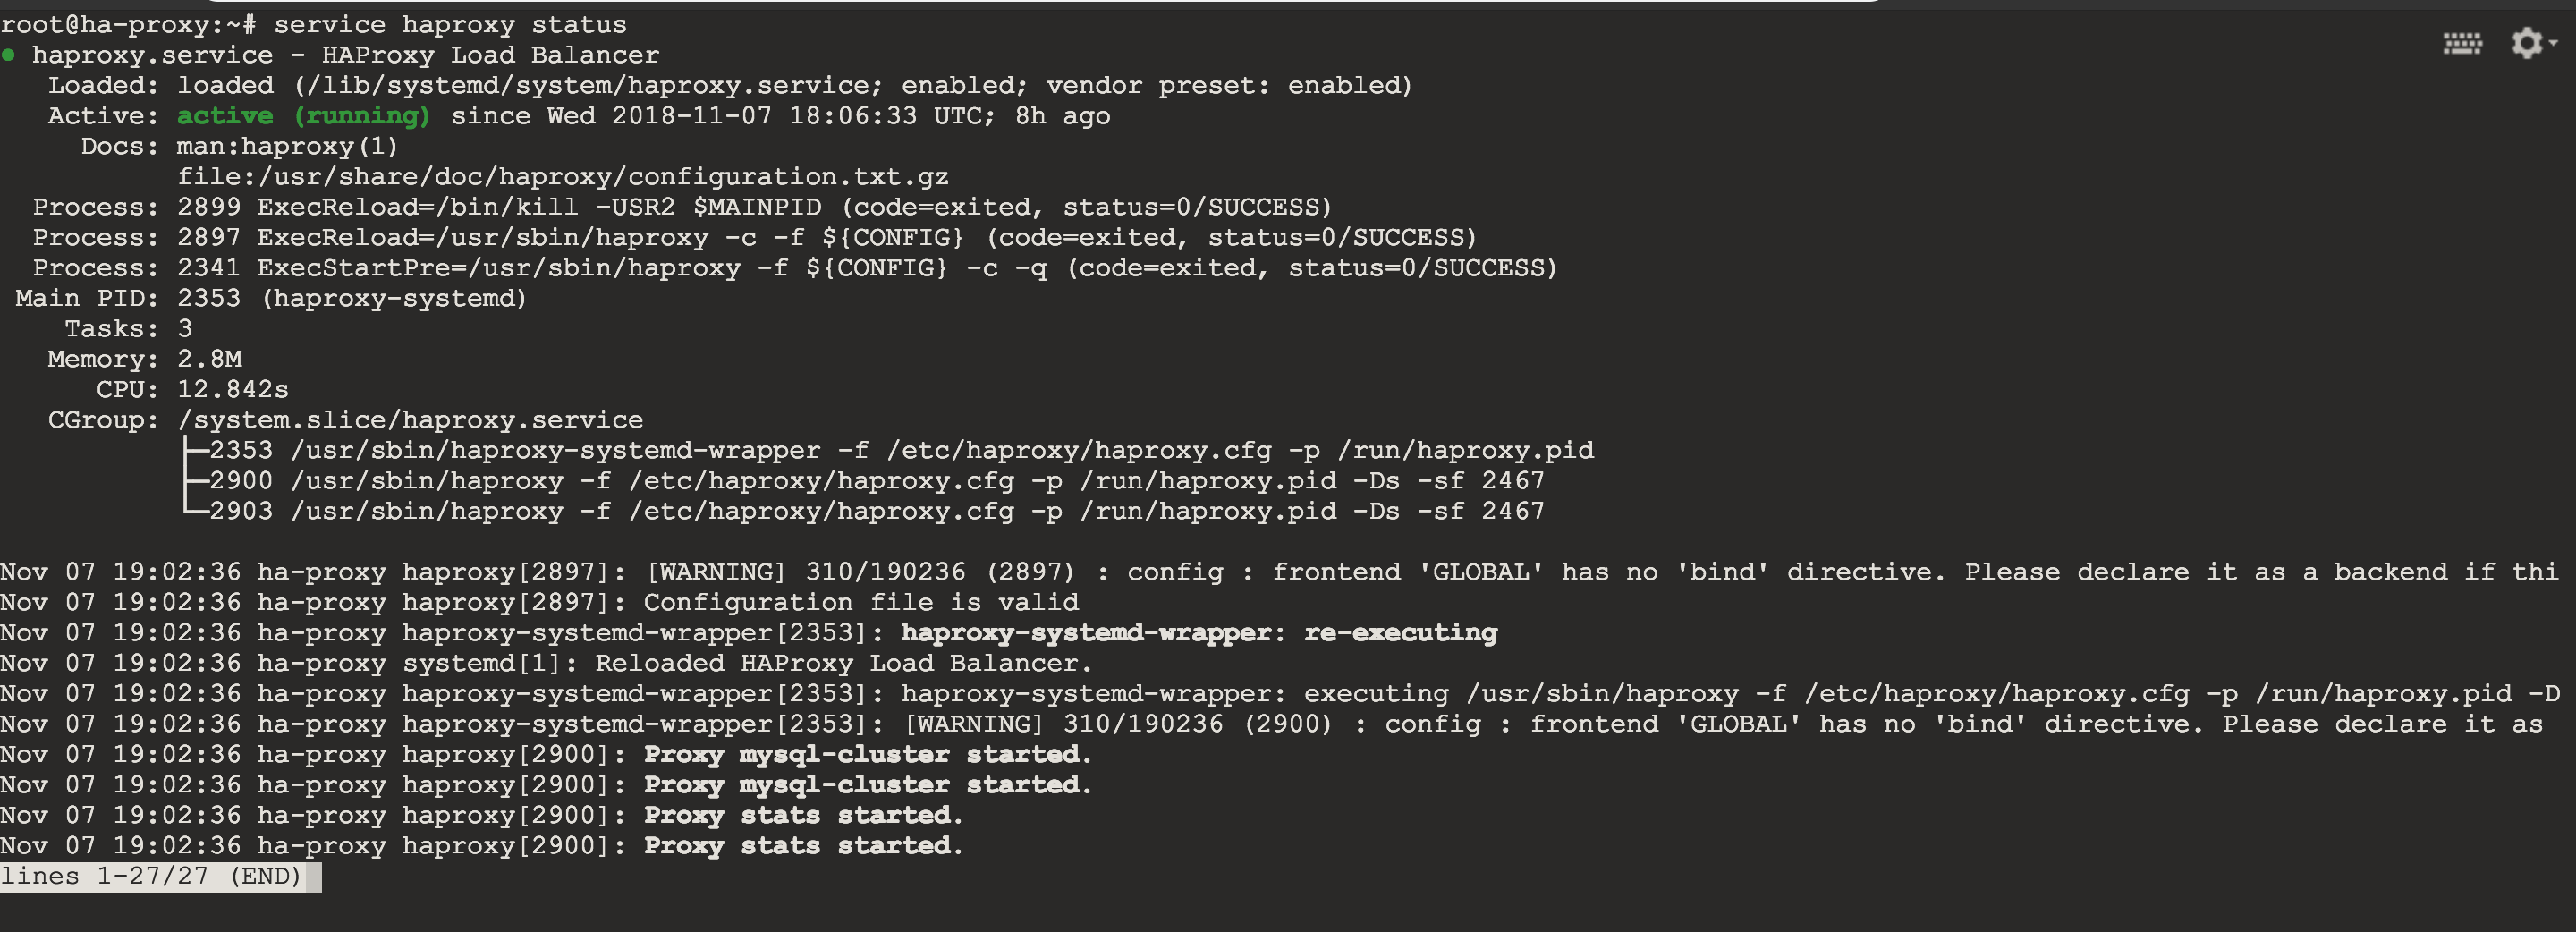 root@ha-proxy:~# service haproxy status
● haproxy.service - HAProxy Load Balancer
   Loaded: loaded (/lib/systemd/system/haproxy.service; enabled; vendor preset: enabled)
   Active: active (running) since Wed 2018-11-07 18:06:33 UTC; 8h ago
     Docs: man:haproxy(1)
           file:/usr/share/doc/haproxy/configuration.txt.gz
  Process: 2899 ExecReload=/bin/kill -USR2 $MAINPID (code=exited, status=0/SUCCESS)
  Process: 2897 ExecReload=/usr/sbin/haproxy -c -f ${CONFIG} (code=exited, status=0/SUCCESS)
  Process: 2341 ExecStartPre=/usr/sbin/haproxy -f ${CONFIG} -c -q (code=exited, status=0/SUCCESS)
 Main PID: 2353 (haproxy-systemd)
    Tasks: 3
   Memory: 2.8M
      CPU: 12.842s
   CGroup: /system.slice/haproxy.service
           ├─2353 /usr/sbin/haproxy-systemd-wrapper -f /etc/haproxy/haproxy.cfg -p /run/haproxy.pid
           ├─2900 /usr/sbin/haproxy -f /etc/haproxy/haproxy.cfg -p /run/haproxy.pid -Ds -sf 2467
           └─2903 /usr/sbin/haproxy -f /etc/haproxy/haproxy.cfg -p /run/haproxy.pid -Ds -sf 2467

Nov 07 19:02:36 ha-proxy haproxy[2897]: [WARNING] 310/190236 (2897) : config : frontend 'GLOBAL' has no 'bind' directive. Please declare it as a backend if thi
Nov 07 19:02:36 ha-proxy haproxy[2897]: Configuration file is valid
Nov 07 19:02:36 ha-proxy haproxy-systemd-wrapper[2353]: haproxy-systemd-wrapper: re-executing
Nov 07 19:02:36 ha-proxy systemd[1]: Reloaded HAProxy Load Balancer.
Nov 07 19:02:36 ha-proxy haproxy-systemd-wrapper[2353]: haproxy-systemd-wrapper: executing /usr/sbin/haproxy -f /etc/haproxy/haproxy.cfg -p /run/haproxy.pid -D
Nov 07 19:02:36 ha-proxy haproxy-systemd-wrapper[2353]: [WARNING] 310/190236 (2900) : config : frontend 'GLOBAL' has no 'bind' directive. Please declare it as
Nov 07 19:02:36 ha-proxy haproxy[2900]: Proxy mysql-cluster started.
Nov 07 19:02:36 ha-proxy haproxy[2900]: Proxy mysql-cluster started.
Nov 07 19:02:36 ha-proxy haproxy[2900]: Proxy stats started.
Nov 07 19:02:36 ha-proxy haproxy[2900]: Proxy stats started.
lines 1-27/27 (END)